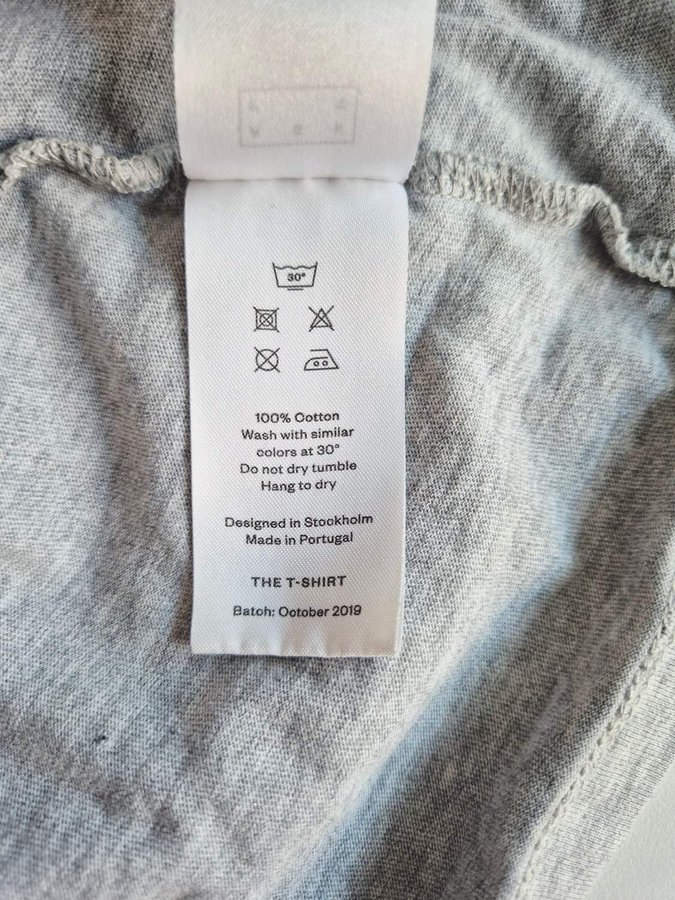 30°
100% Cotton
Wash with similar
colors at 30°
Do not dry tumble
Hang to dry
Designed in Stockholm
Made in Portugal
THE T-SHIRT
Batch: October 2019